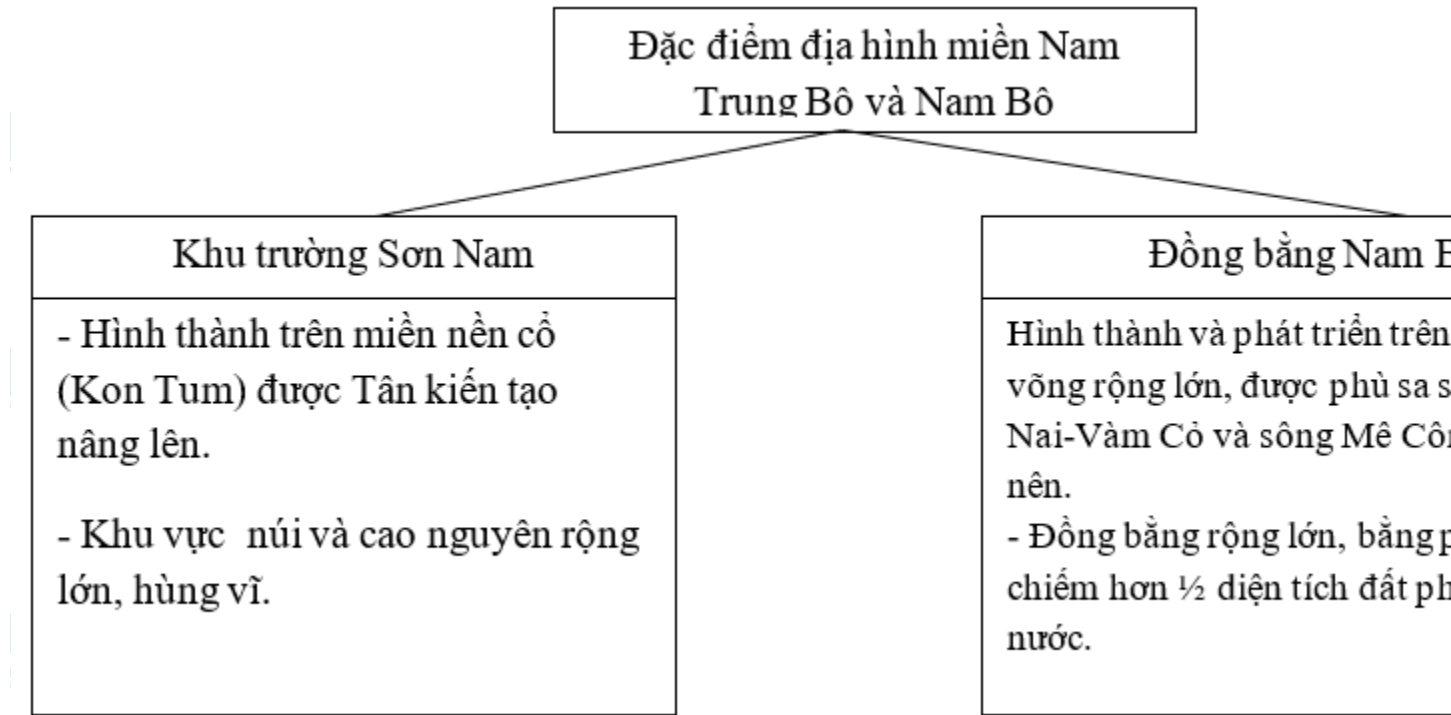 Đặc điểm địa hình miền Nam
Trung Bộ và Nam Bộ
Khu trường Sơn Nam
- Hình thành trên miền nền cổ
(Kon Tum) được Tân kiến tạo
nâng lên.
- Khu vực núi và cao nguyên rộng
lớn, hùng vĩ.
Đồng bằng Nam
Hình thành và phát triển trên
võng rộng lớn, được phù sa
Nai-Vàm Cỏ và sông Mê
nên.
- Đồng bằng rộng lớn, bằng
chiếm hơn ½ diện tích đất
nước.